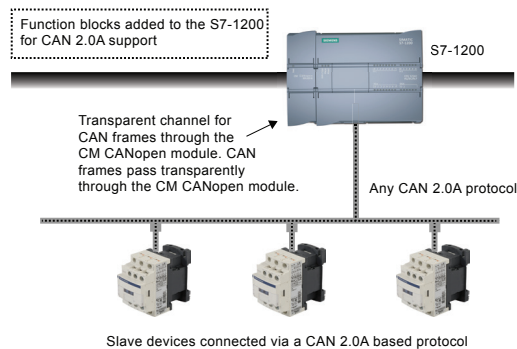 Function blocks added to the S7-1200
for CAN 2.0A support
SIEMENS
S7-1200
Transparent channel for
CAN frames through the
CM CANopen module. CAN
frames pass transparently
through the CM CANopen module.
Any CAN 2.0A protocol
Slave devices connected via a CAN 2.0A based protocol